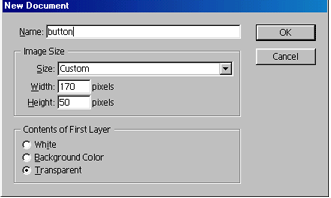 New Document
Name: button
OK
Image Size
Cancel
Size: Custom
Width: 170 pixels
Height: 50 pixels
Contents of First Layer
White
Background Color
Transparent